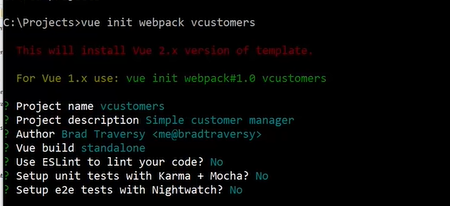 C:\Projects>vue init webpack vcustomers
This will install Vue 2.x version of template.
For Vue 1.x use: vue init webpack#1.0 vcustomers
? Project name vcustomers
? Project description Simple customer manager
? Author Brad Traversy <me@bradtraversy>
? Vue build standalone
? Use ESLint to lint your code? No
? Setup unit tests with Karma + Mocha? No
? Setup e2e tests with Nightwatch? No